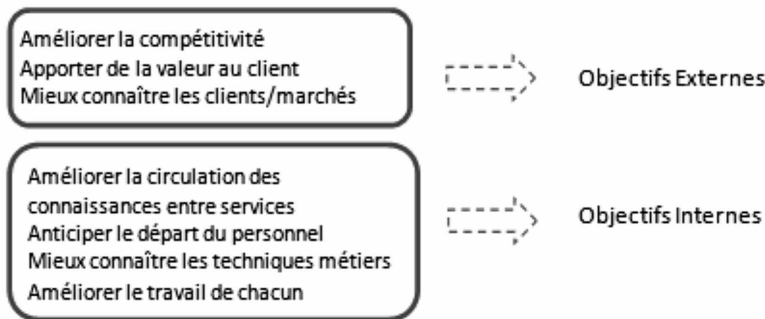 Améliorer la compétitivité
Apporter de la valeur au client
Mieux connaître les clients/marchés
Objectifs Externes
Améliorer la circulation des
connaissances entre services
Anticiper le départ du personnel
Mieux connaître les techniques métiers
Améliorer le travail de chacun
Objectifs Internes